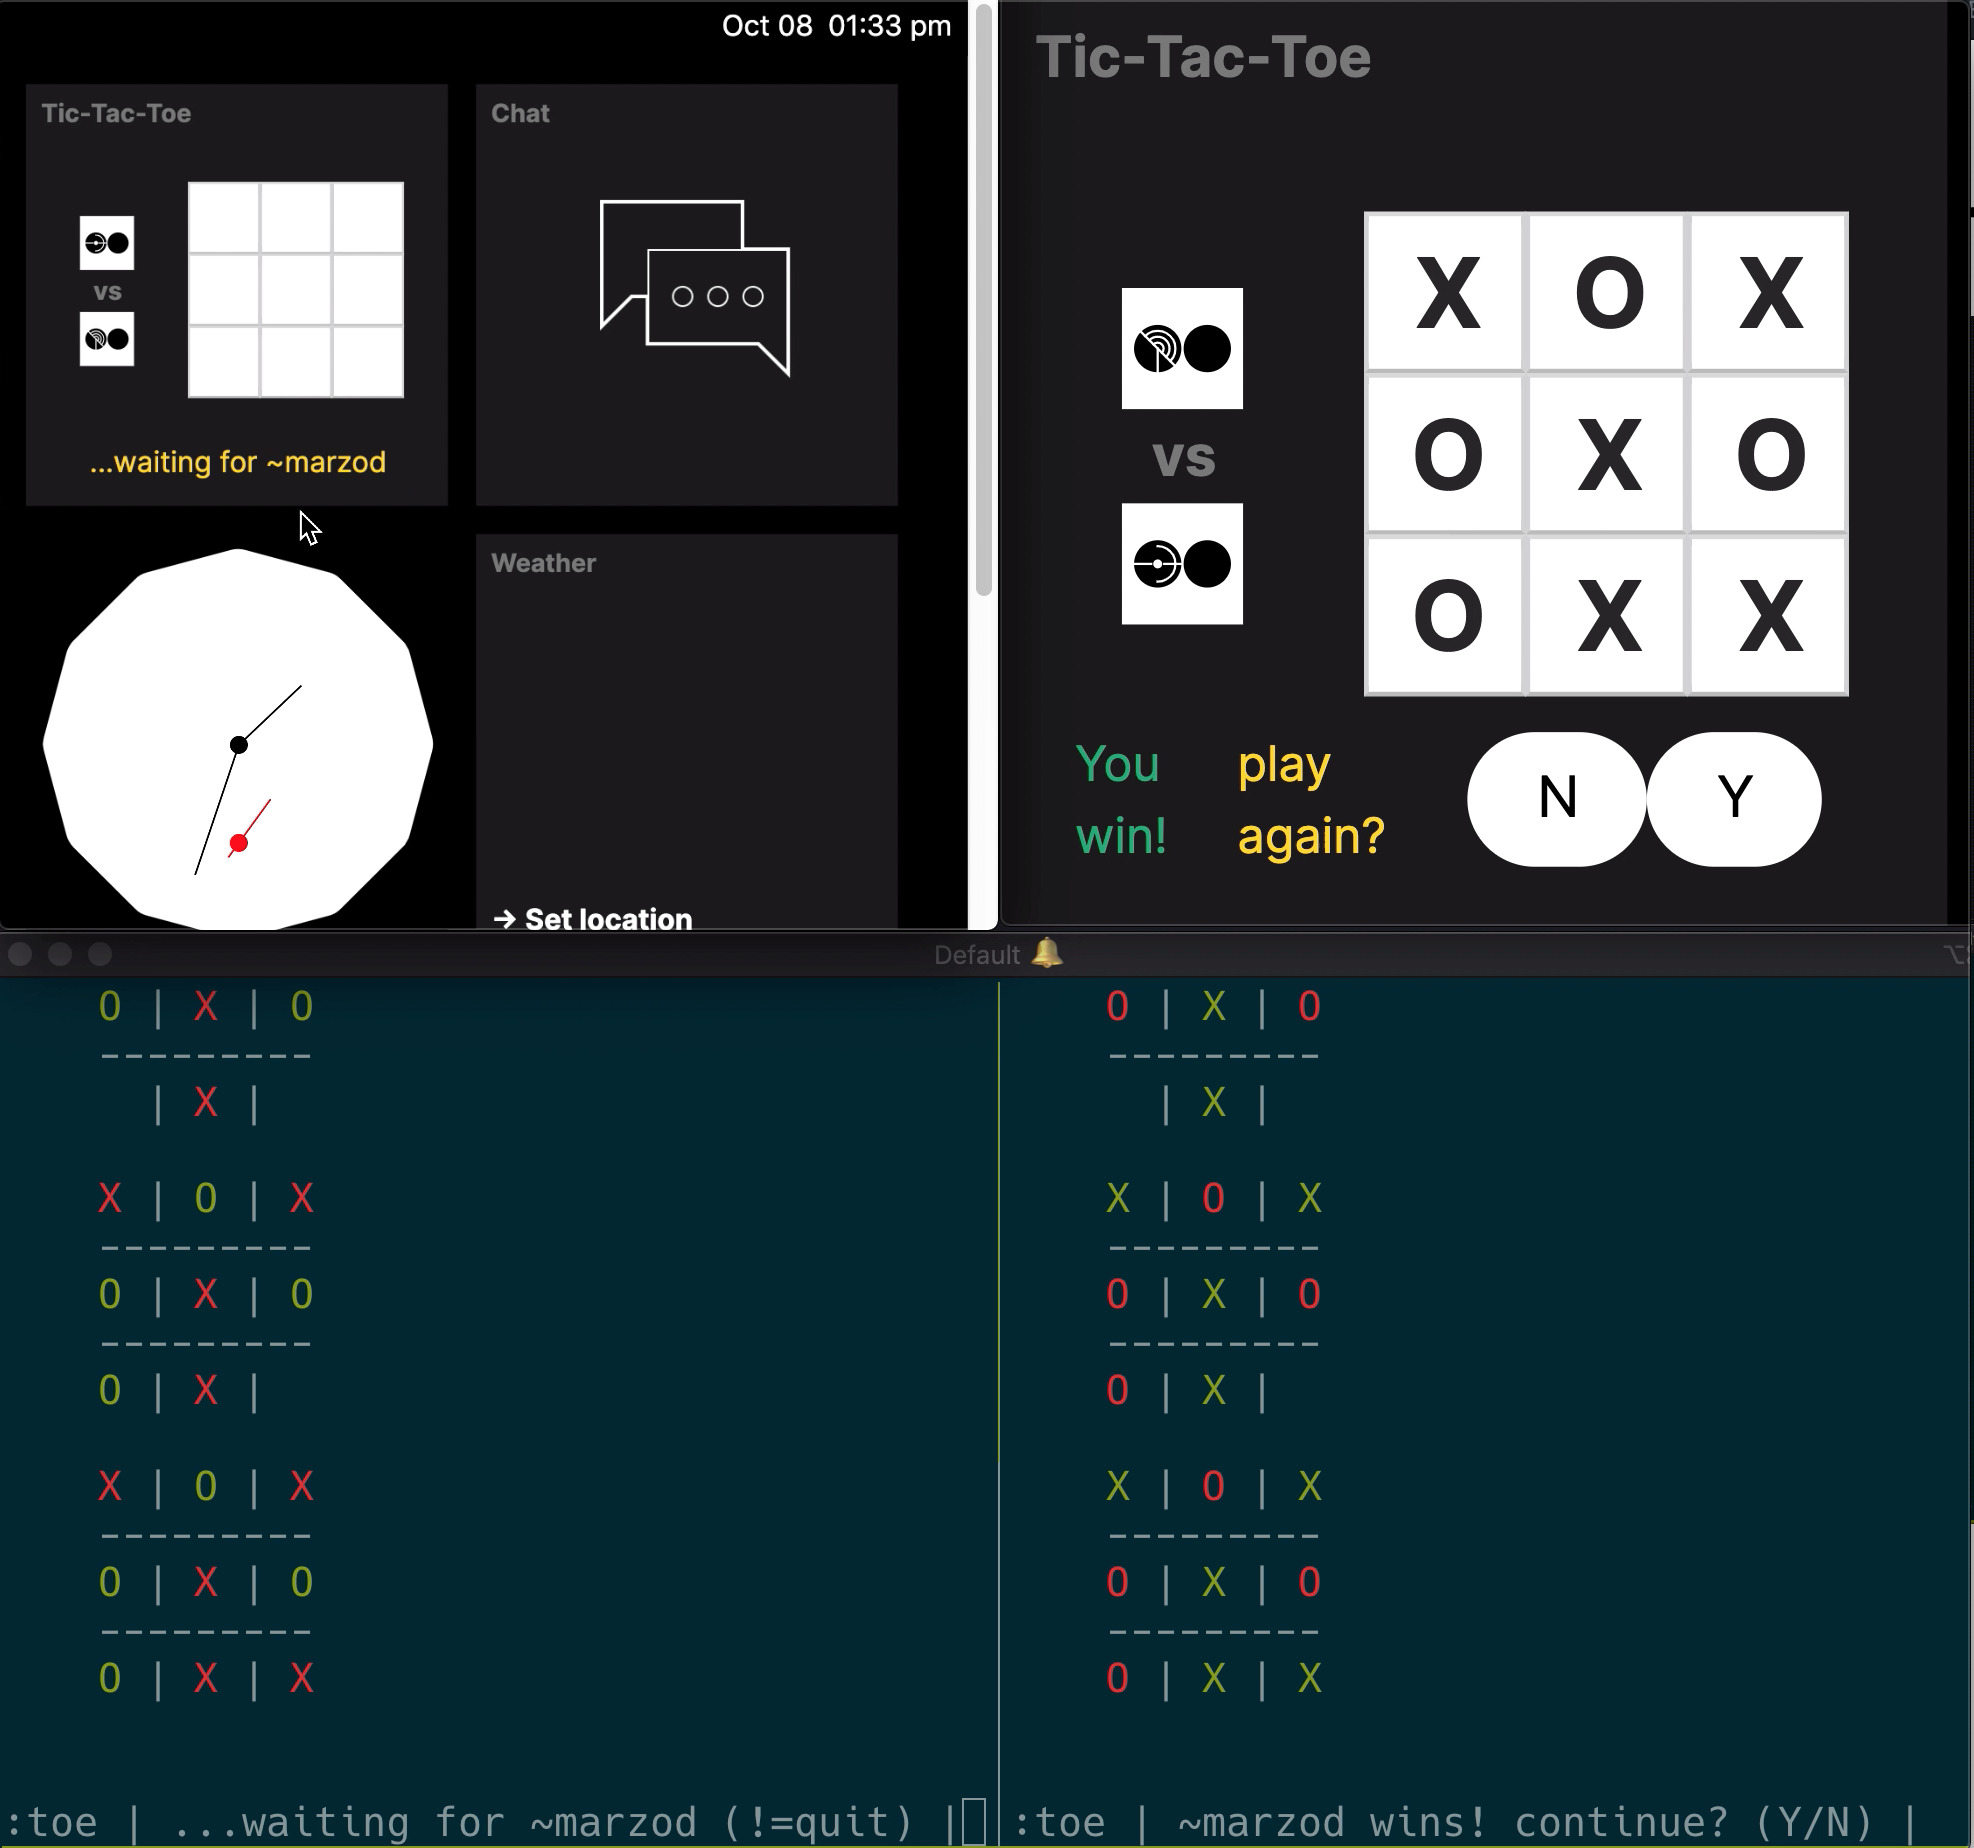 Oct 08 01:33 pm
Tic-Tac-Toe
vs
...waiting for ~marzod
Chat
Weather
→ Set location
Tic-Tac-Toe
vs
X O X
O X O
O X X
You win!
play again?
N Y
Default 🔔
O | X | O
---------
| X |
X | O | X
---------
O | X | O
---------
O | X |
X | O | X
---------
O | X | O
---------
O | X | X
:toe | ...waiting for ~marzod (!=quit) |
O | X | O
---------
| X |
X | O | X
---------
O | X | O
---------
O | X |
X | O | X
---------
O | X | O
---------
O | X | X
:toe | ~marzod wins! continue? (Y/N) |